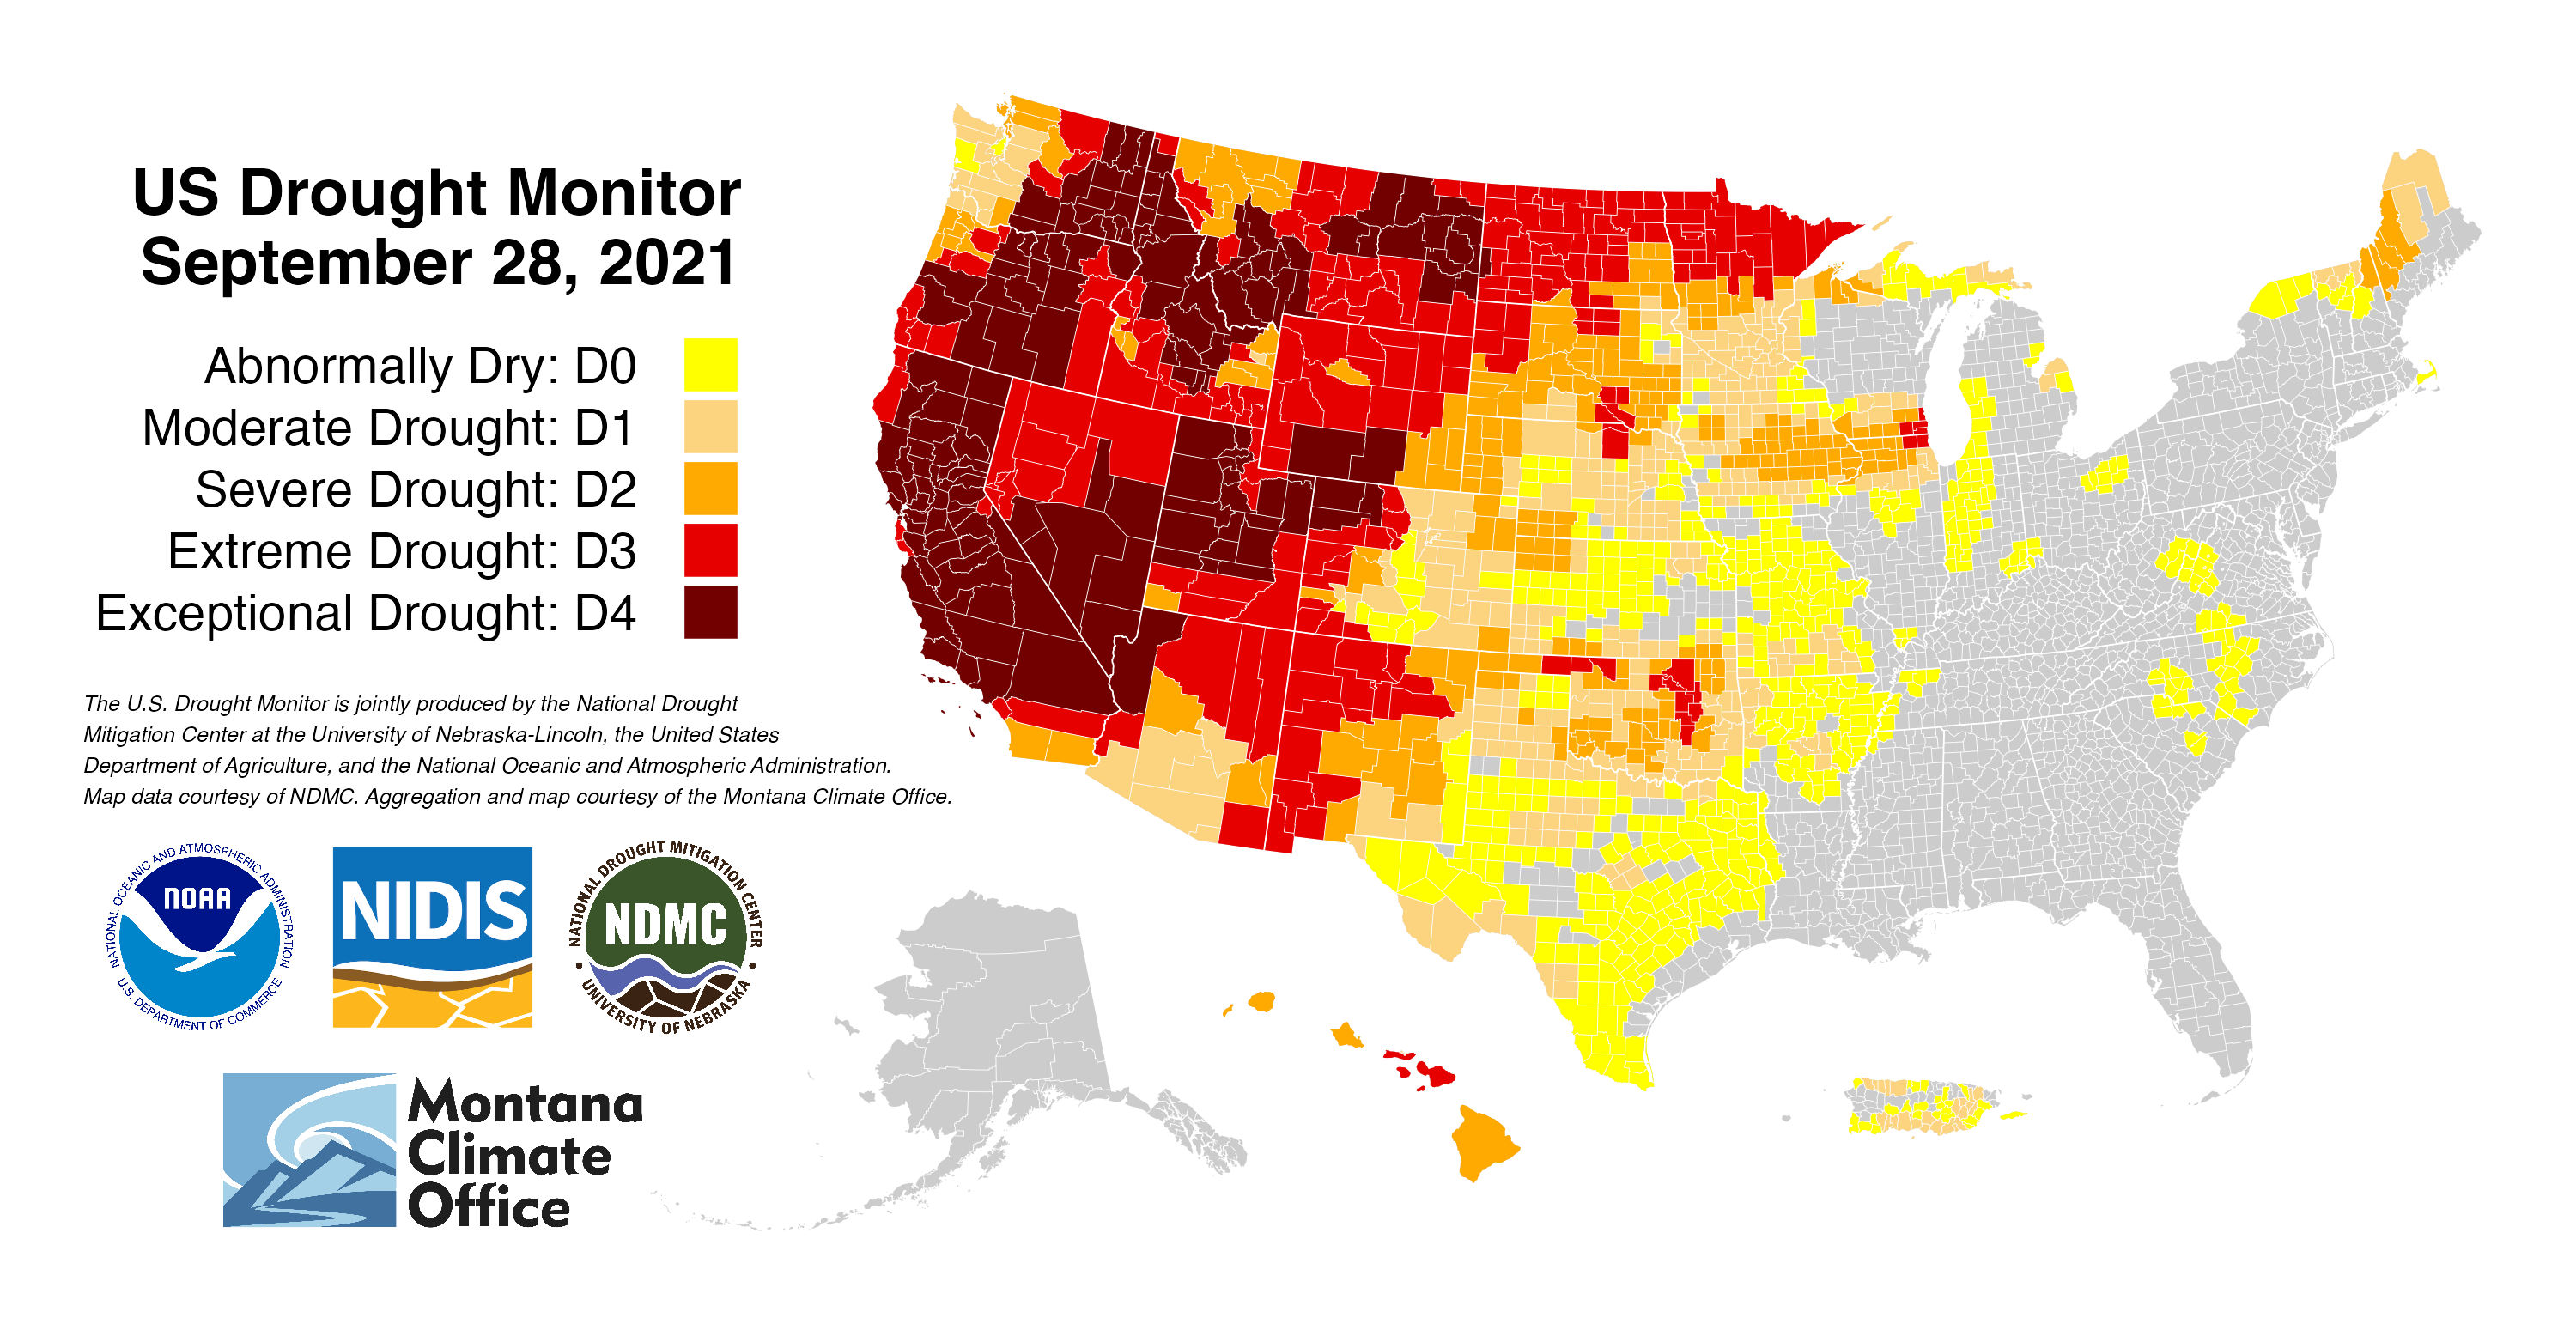 US Drought Monitor
September 28, 2021
Abnormally Dry: D0
Moderate Drought: D1
Severe Drought: D2
Extreme Drought: D3
Exceptional Drought: D4
The U.S. Drought Monitor is jointly produced by the National Drought
Mitigation Center at the University of Nebraska-Lincoln, the United States
Department of Agriculture, and the National Oceanic and Atmospheric Administration.
Map data courtesy of NDMC. Aggregation and map courtesy of the Montana Climate Office.
NATIONAL OCEANIC AND ATMOSPHERIC ADMINISTRATION
NOAA
U.S. DEPARTMENT OF COMMERCE
NIDIS
NATIONAL DROUGHT MITIGATION CENTER
NDMC
• UNIVERSITY OF NEBRASKA •
Montana
Climate
Office